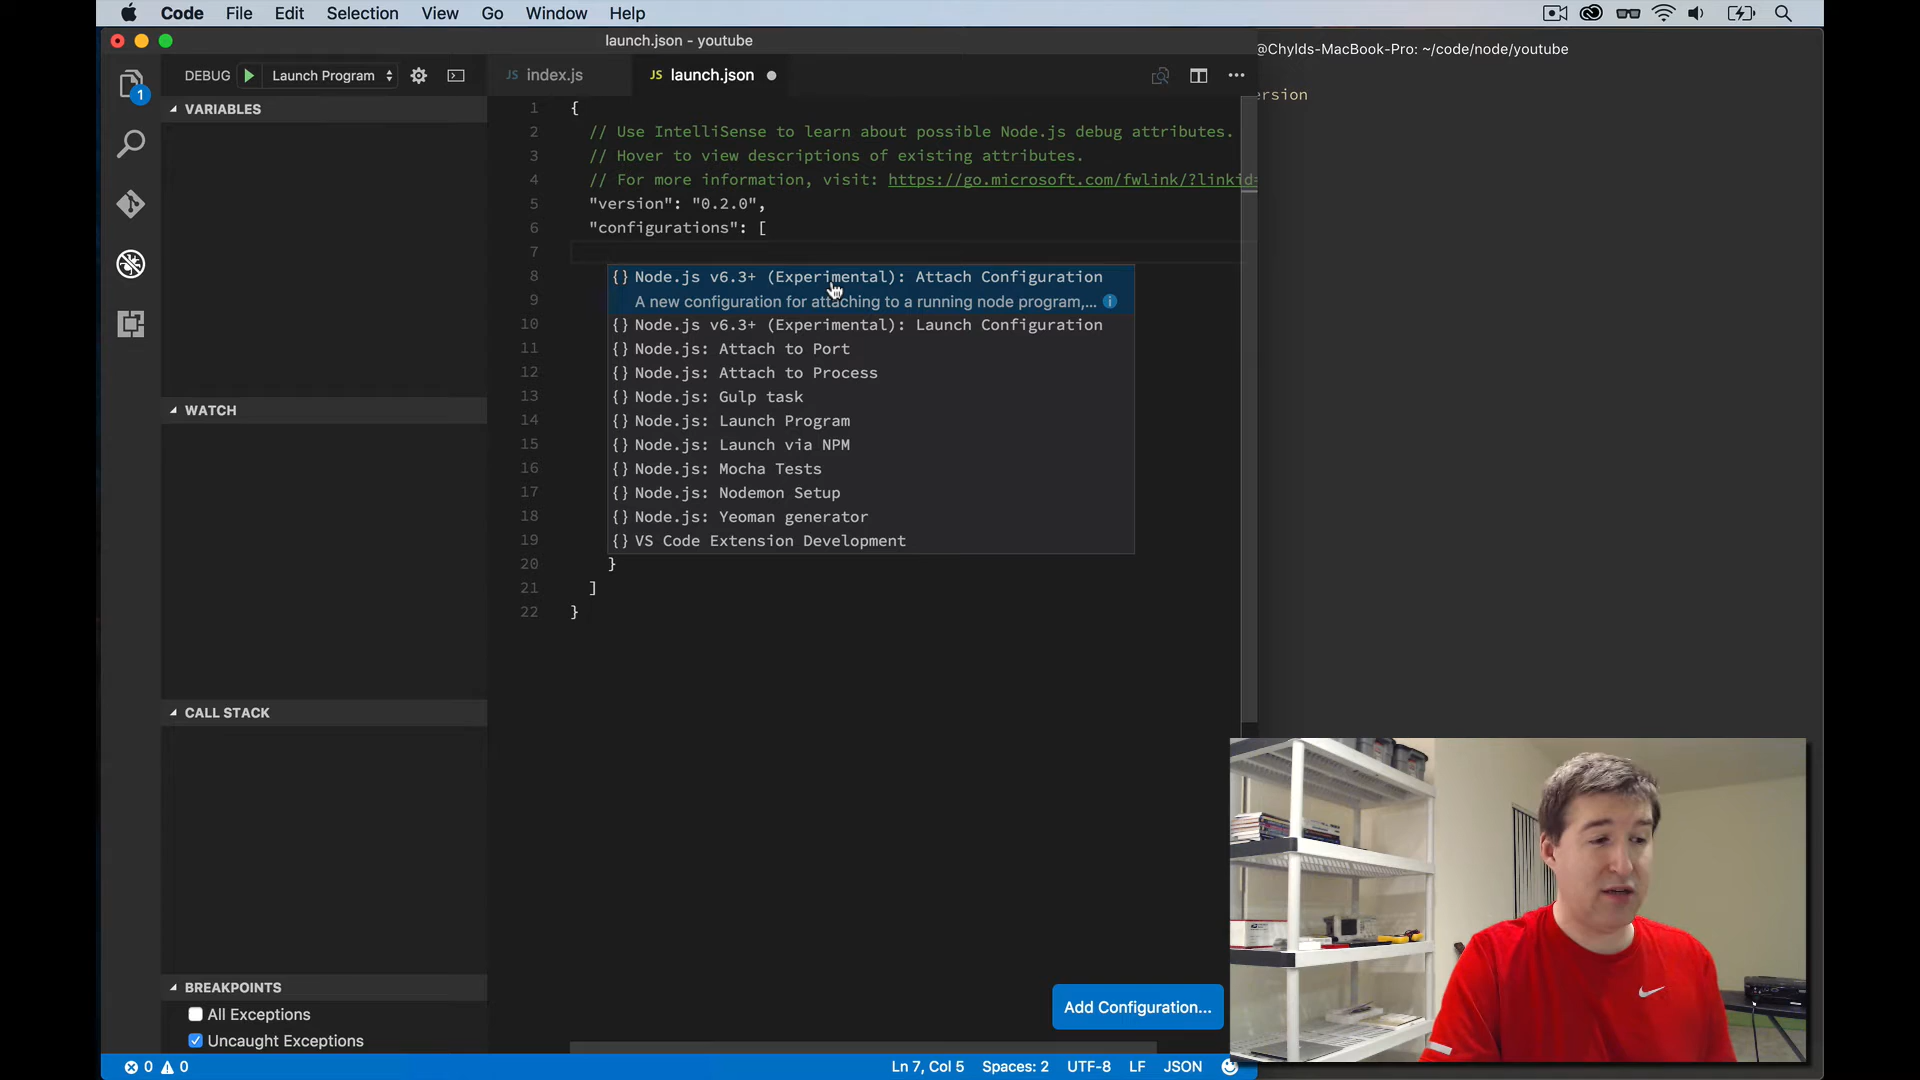 Code File Edit Selection View Go Window Help
launch.json - youtube
@Chylds-MacBook-Pro: ~/code/node/youtube
DEBUG Launch Program
JS index.js
JS launch.json
ersion
VARIABLES
1 {
2 // Use IntelliSense to learn about possible Node.js debug attributes.
3 // Hover to view descriptions of existing attributes.
4 // For more information, visit: https://go.microsoft.com/fwlink/?linkid=
5 "version": "0.2.0",
6 "configurations": [
7
8 {} Node.js v6.3+ (Experimental): Attach Configuration
9 A new configuration for attaching to a running node program,...
10 {} Node.js v6.3+ (Experimental): Launch Configuration
11 {} Node.js: Attach to Port
12 {} Node.js: Attach to Process
13 {} Node.js: Gulp task
14 {} Node.js: Launch Program
15 {} Node.js: Launch via NPM
16 {} Node.js: Mocha Tests
17 {} Node.js: Nodemon Setup
18 {} Node.js: Yeoman generator
19 {} VS Code Extension Development
20 }
21 ]
22 }
1
WATCH
CALL STACK
BREAKPOINTS
All Exceptions
Uncaught Exceptions
Add Configuration...
0 0
Ln 7, Col 5 Spaces: 2 UTF-8 LF JSON